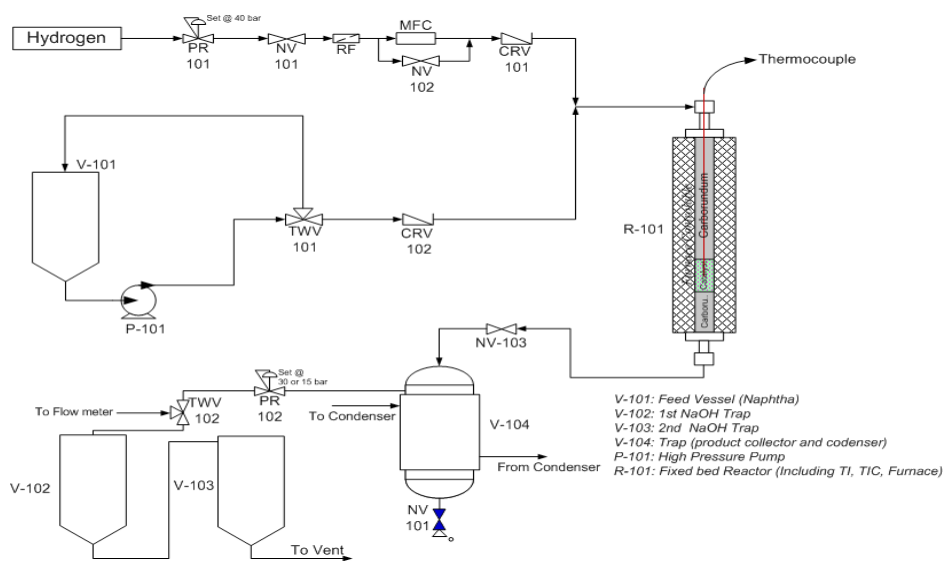 Set @ 40 bar
Hydrogen
PR
101
NV
101
RF
MFC
NV
102
CRV
101
Thermocouple
V-101
TWV
101
CRV
102
P-101
R-101
Carborundum
Carboru..
NV-103
Set @
30 or 15 bar
PR
102
TWV
102
To Flow meter
To Condenser
V-104
From Condenser
V-102
V-103
NV
101
To Vent
V-101: Feed Vessel (Naphtha)
V-102: 1st NaOH Trap
V-103: 2nd NaOH Trap
V-104: Trap (product collector and codenser)
P-101: High Pressure Pump
R-101: Fixed bed Reactor (Including TI, TIC, Furnace)